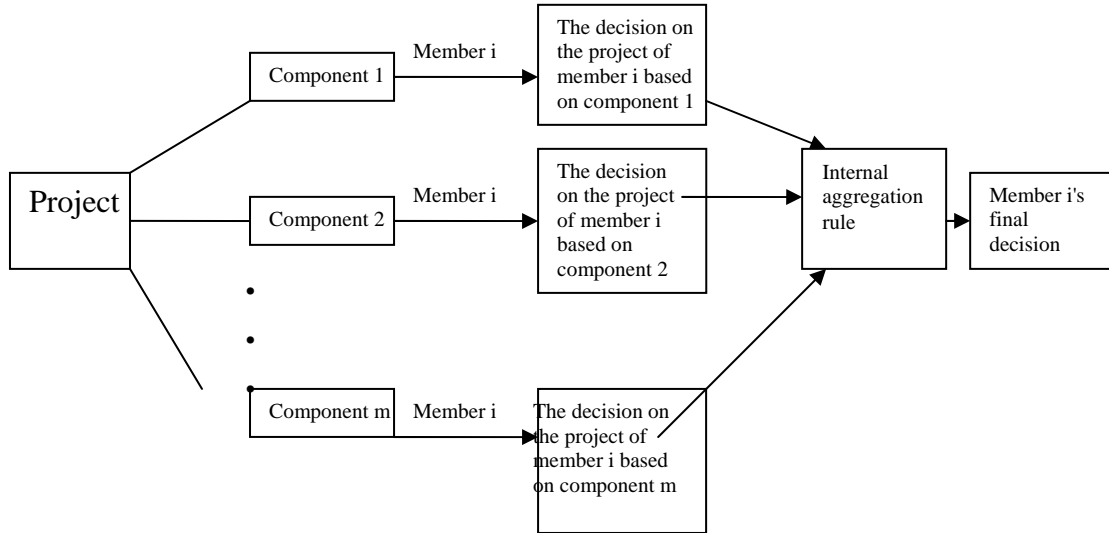 Project
Component 1
Member i
The decision on
the project of
member i based
on component 1
Component 2
Member i
The decision
on the project
of member i
based on
component 2
Component m
Member i
The decision on
the project of
member i based
on component m
Internal
aggregation
rule
Member i's
final
decision